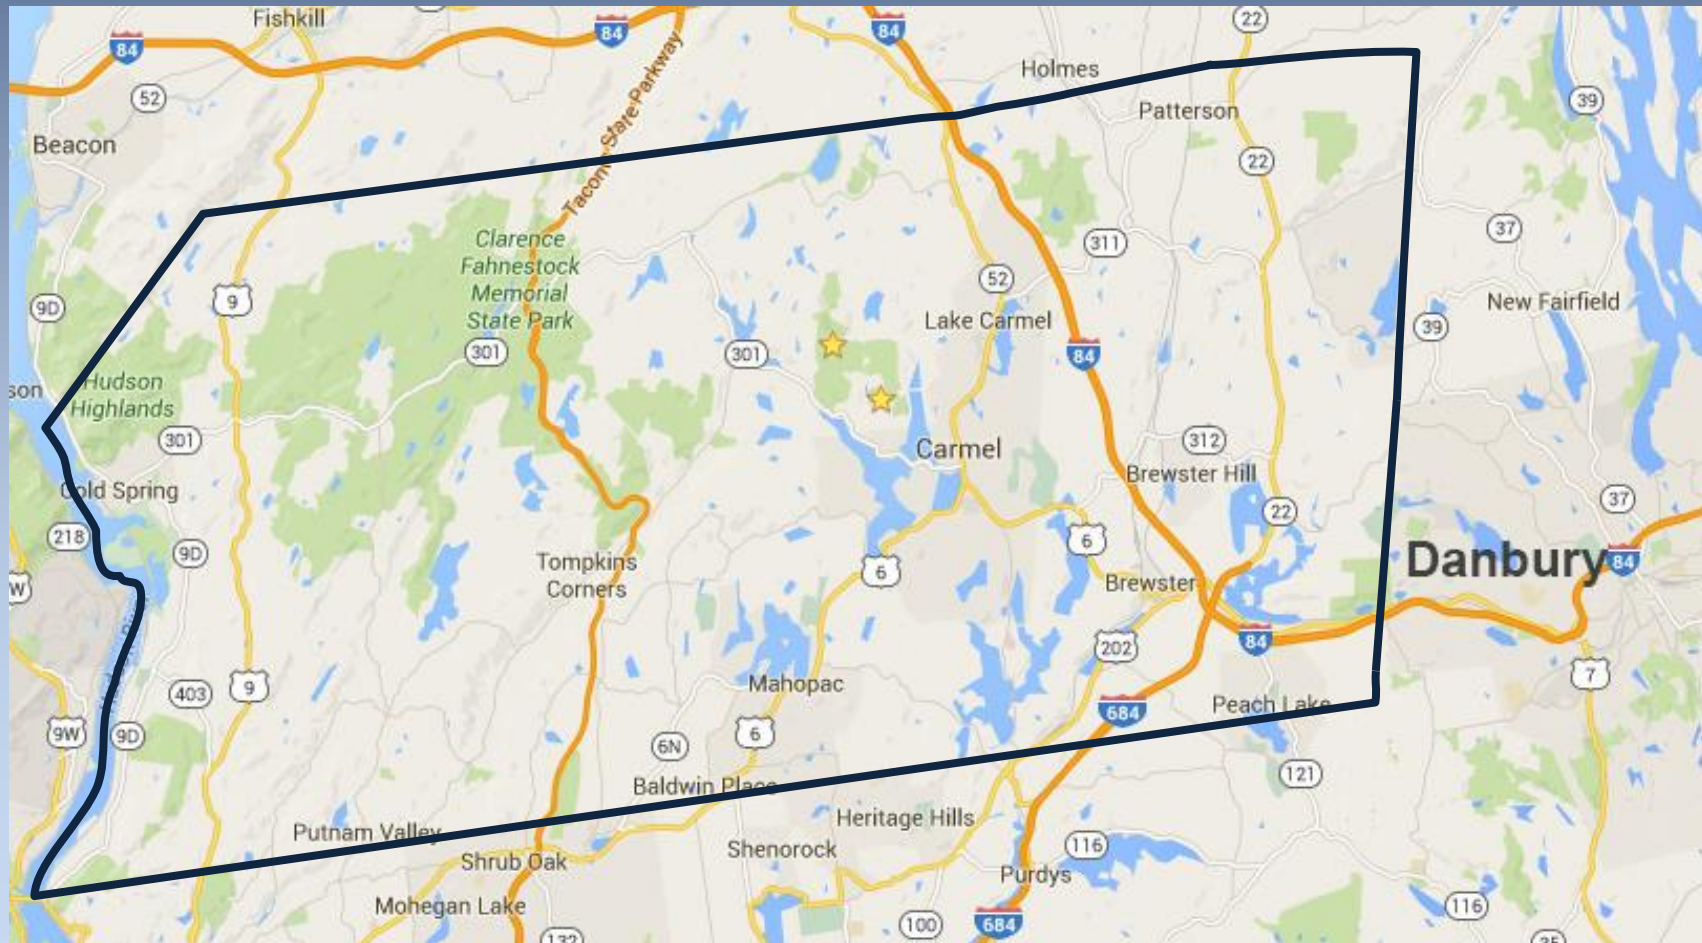 Fishkill
84
84
84
22
52
Taconic State Parkway
Holmes
Patterson
39
Beacon
22
37
311
Clarence
Fahnestock
Memorial
State Park
9D
9
52
New Fairfield
Lake Carmel
39
301
301
84
son
Hudson
Highlands
301
312
Carmel
Brewster Hill
Cold Spring
37
22
218
9D
6
Danbury
84
Tompkins
Corners
6
W
Brewster
84
202
7
403
9
Mahopac
Peach Lake
684
9W
9D
6N
6
121
Baldwin Place
Putnam Valley
Heritage Hills
Shrub Oak
Shenorock
116
Purdys
Mohegan Lake
116
100
684
132
35